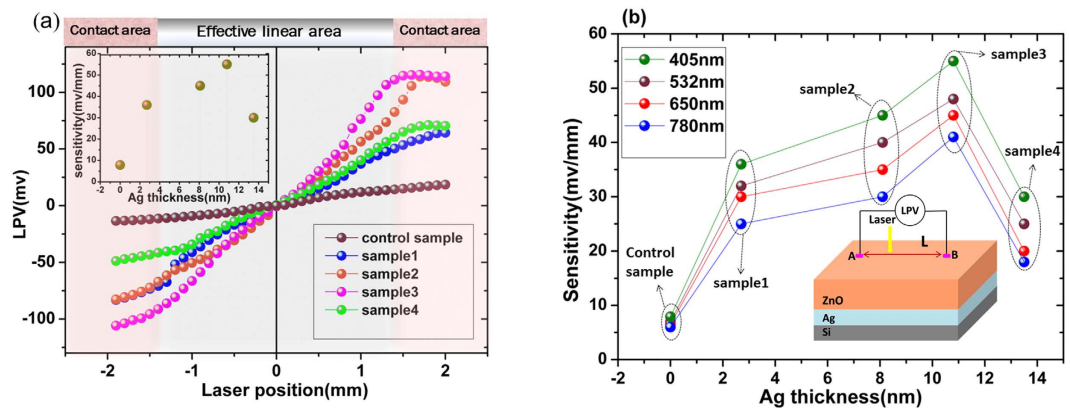 (a)
Contact area
Effective linear area
Contact area
LPV(mv)
100
50
0
-50
-100
-2
-1
0
1
2
Laser position(mm)
sensitivity(mv/mm)
60
50
40
30
20
10
0
-2 0 2 4 6 8 10 12 14
Ag thickness(nm)
control sample
sample1
sample2
sample3
sample4
(b)
Sensitivity(mv/mm)
60
50
40
30
20
10
0
-2 0 2 4 6 8 10 12 14
Ag thickness(nm)
405nm
532nm
650nm
780nm
Control
sample
sample1
sample2
sample3
sample4
LPV
Laser
L
A
B
ZnO
Ag
Si